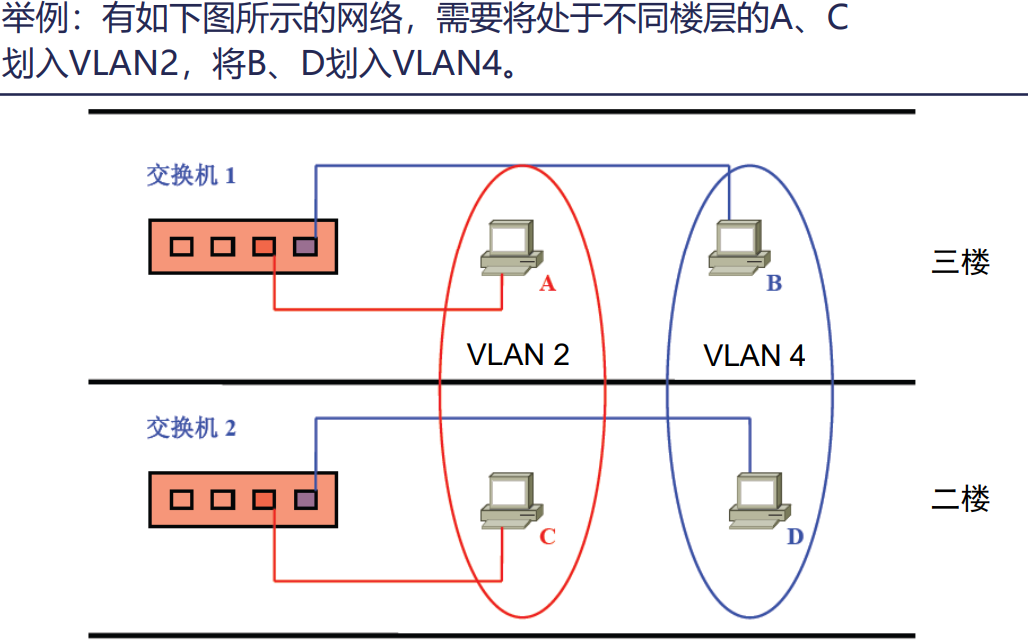 举例：有如下图所示的网络，需要将处于不同楼层的A、C
划入VLAN2，将B、D划入VLAN4。
交换机 1
A
B
三楼
VLAN 2
VLAN 4
交换机 2
C
D
二楼